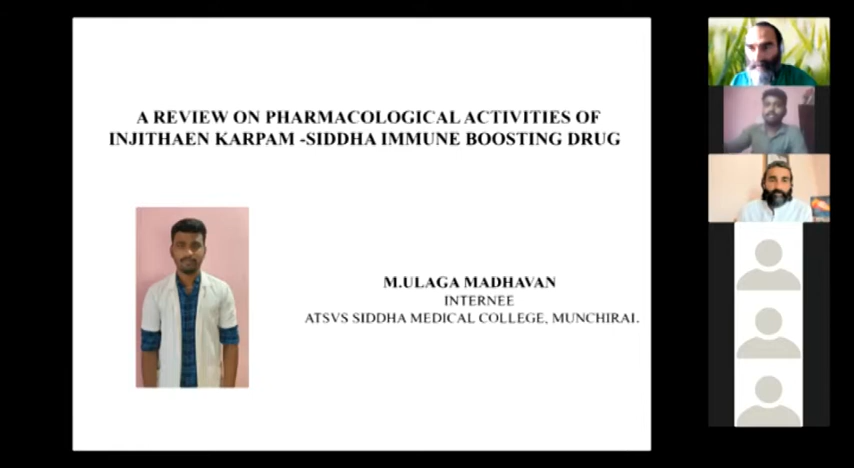 A REVIEW ON PHARMACOLOGICAL ACTIVITIES OF
INJITHAEN KARPAM -SIDDHA IMMUNE BOOSTING DRUG
M.ULAGA MADHAVAN
INTERNEE
ATSVS SIDDHA MEDICAL COLLEGE, MUNCHIRAI.